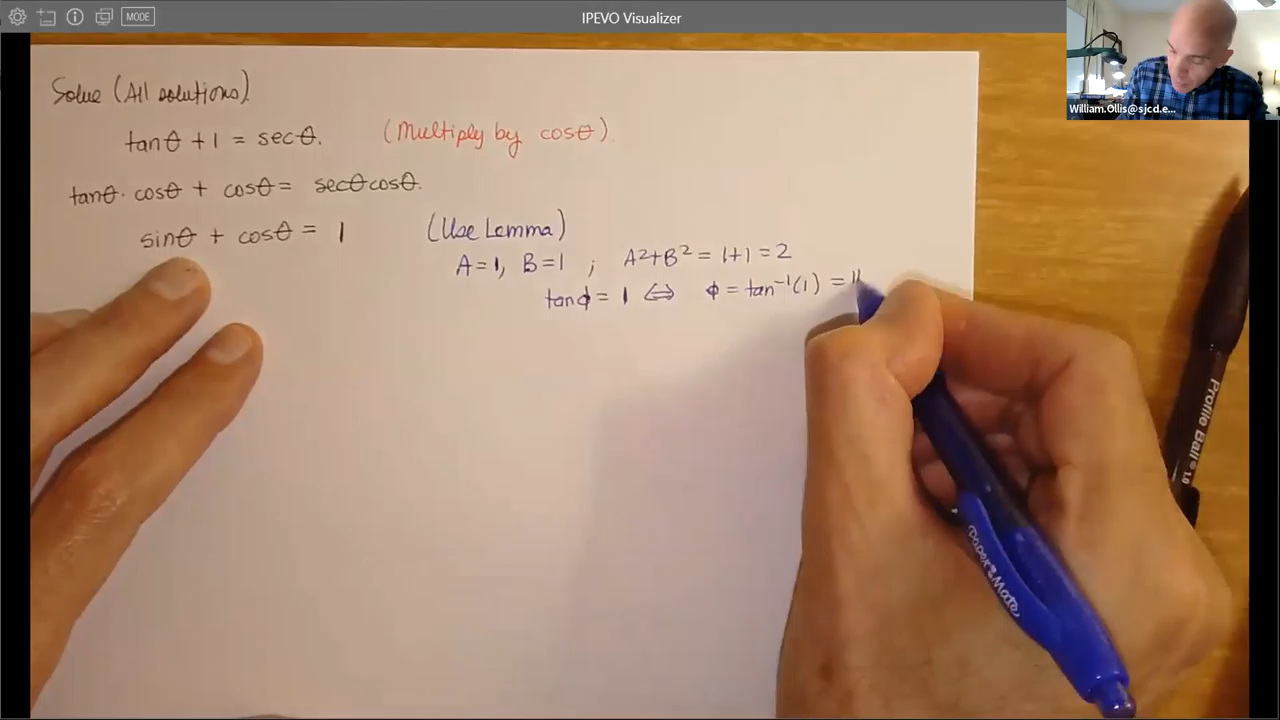 MODE
IPEVO Visualizer
William.Ollis@sjcd.e...
Solve (All solutions).
tanθ + 1 = secθ. (Multiply by cosθ).
tanθ · cosθ + cosθ = secθcosθ.
sinθ + cosθ = 1 (Use Lemma)
A=1, B=1 ; A²+B² = 1+1 = 2
tanϕ = 1 ⇔ ϕ = tan⁻¹(1) =
Profile Ball 1.0
Paper Mate